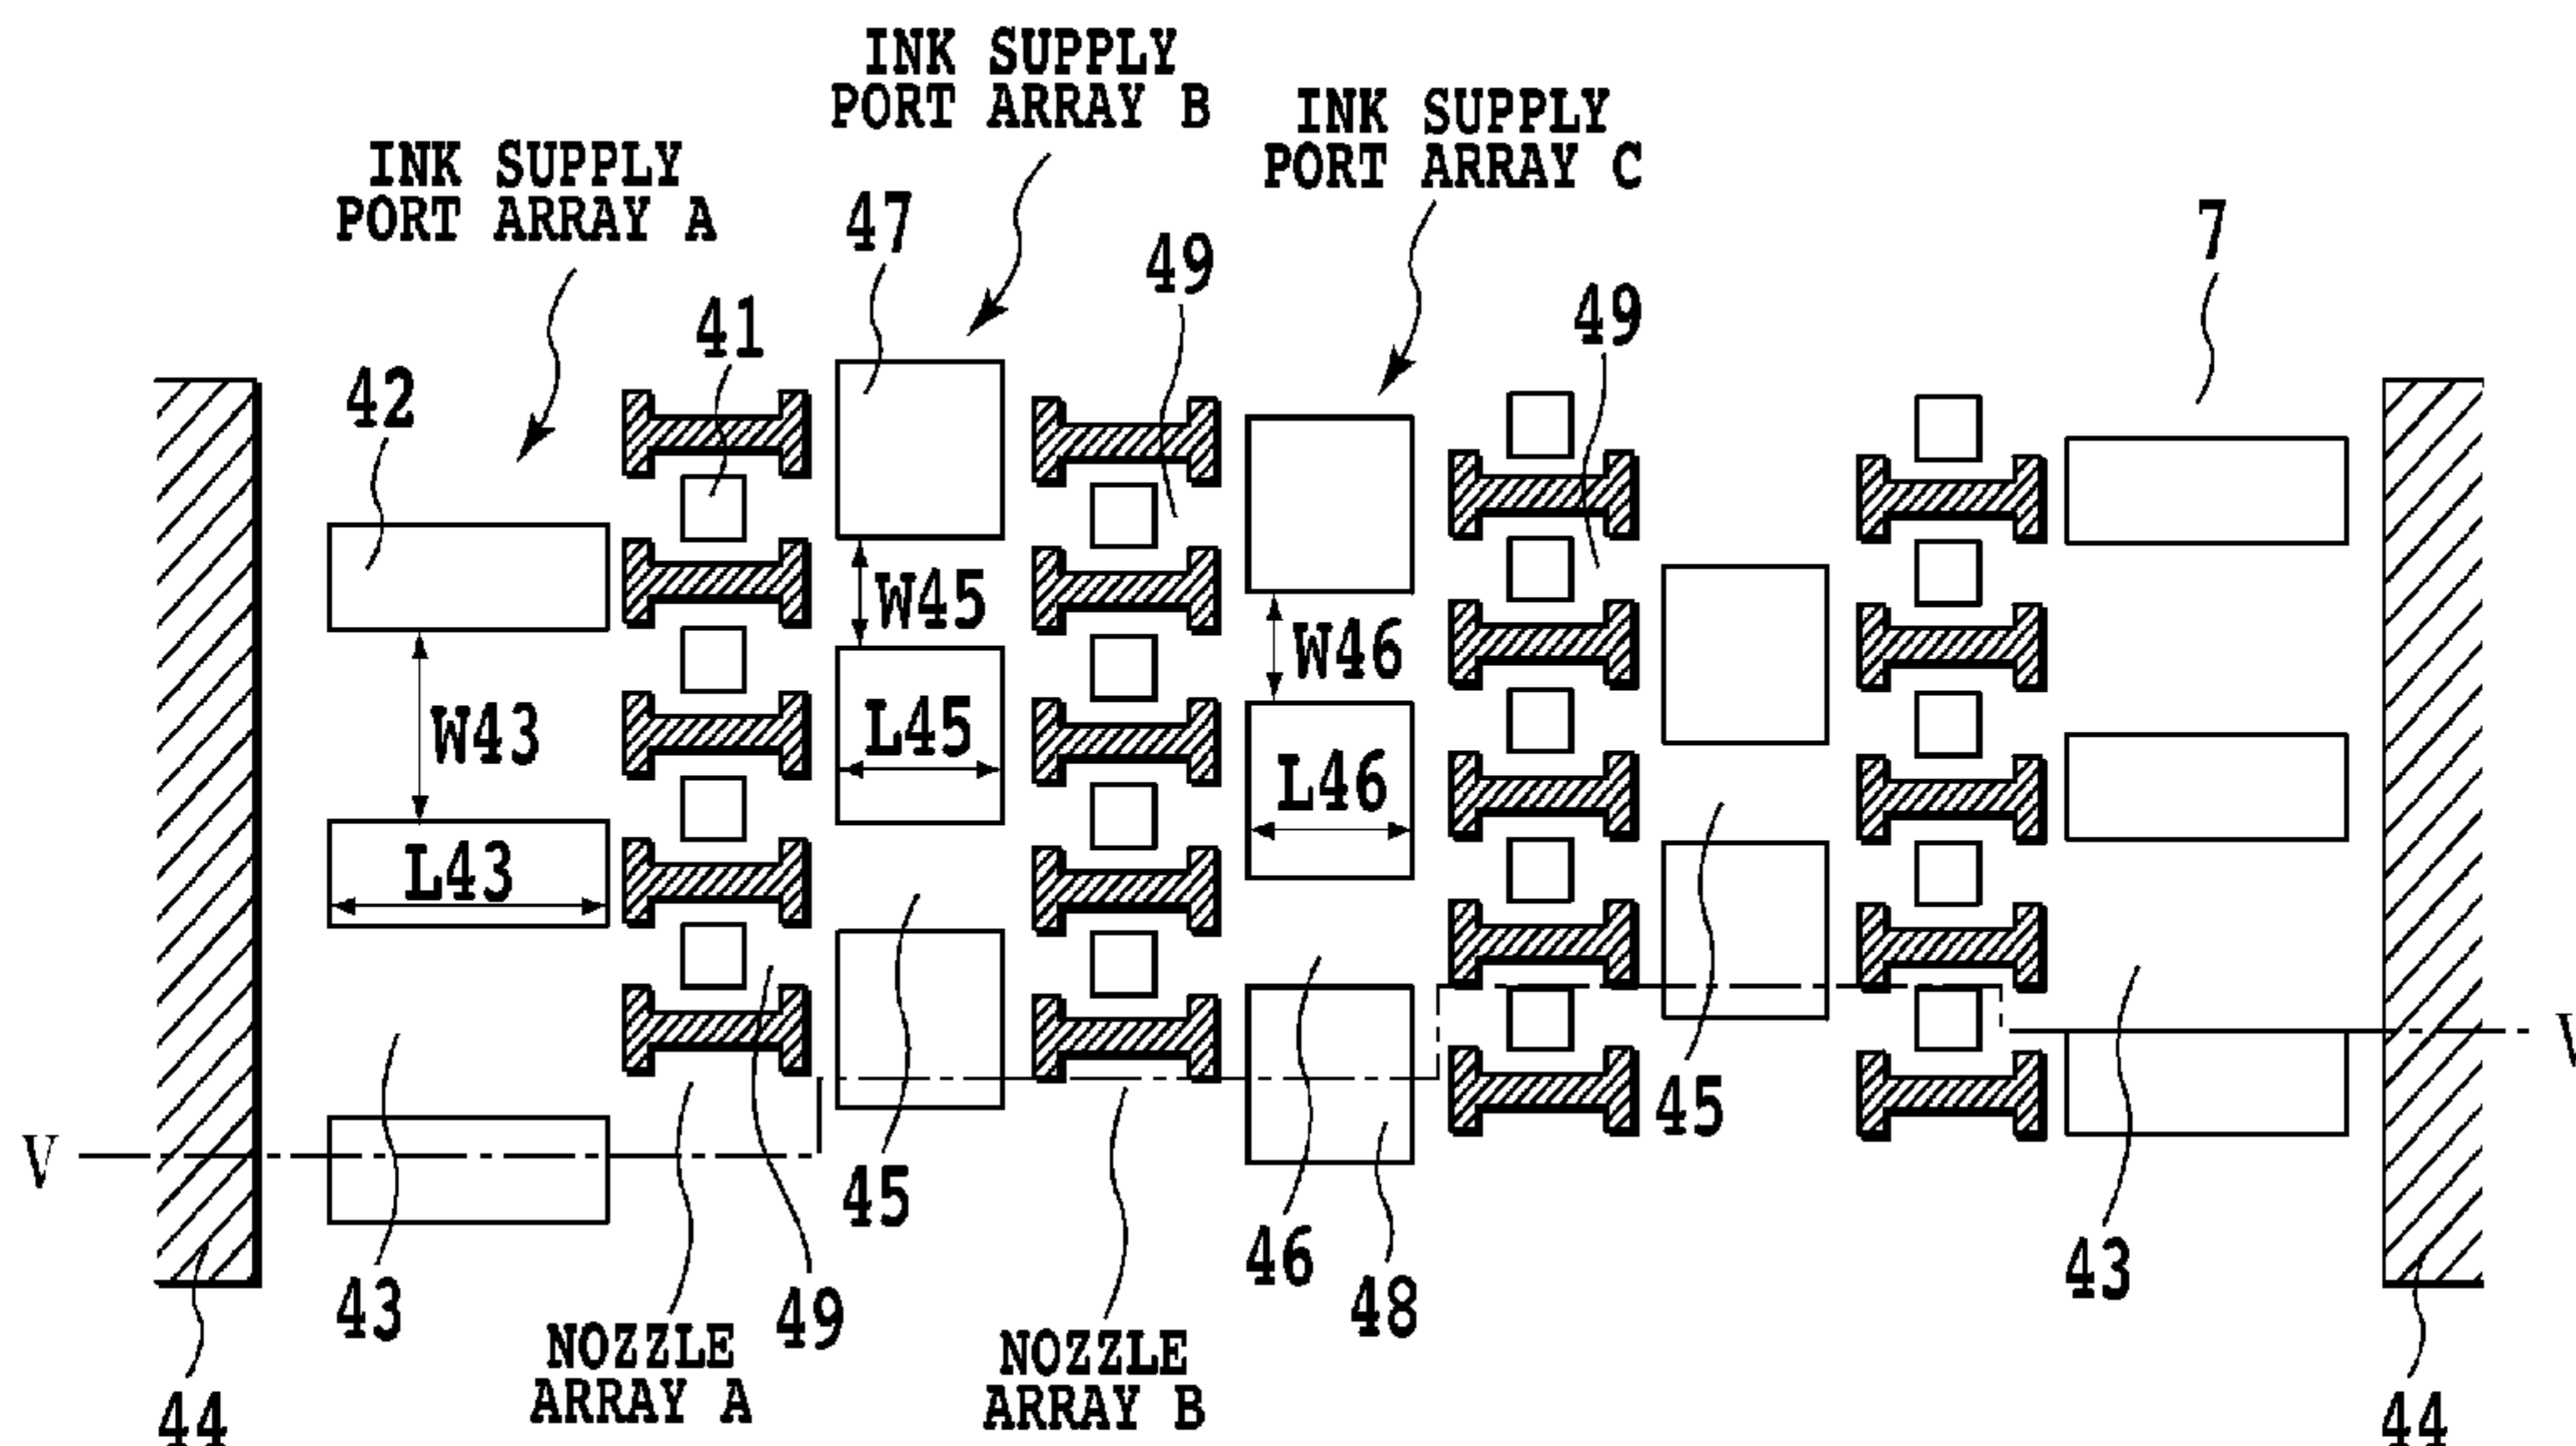 INK SUPPLY
PORT ARRAY B
INK SUPPLY
PORT ARRAY C
INK SUPPLY
PORT ARRAY A
47
49
7
41
49
42
W45
W46
W43
L45
L46
L43
V
V
45
45
46
43
43
48
49
NOZZLE
ARRAY A
NOZZLE
ARRAY B
44
44